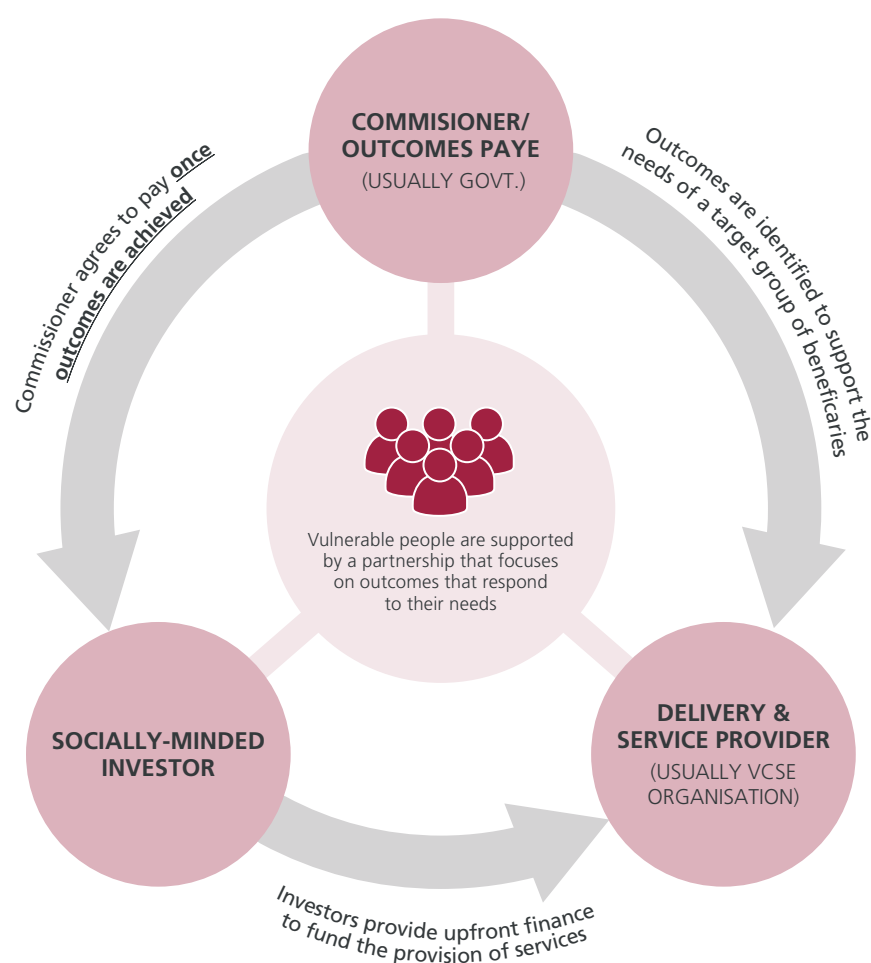 COMMISIONER/
OUTCOMES PAYE
(USUALLY GOVT.)
Commissioner agrees to pay once
outcomes are achieved
Outcomes are identified to support the
needs of a target group of beneficaries
Vulnerable people are supported
by a partnership that focuses
on outcomes that respond
to their needs
SOCIALLY-MINDED
INVESTOR
DELIVERY &
SERVICE PROVIDER
(USUALLY VCSE
ORGANISATION)
Investors provide upfront finance
to fund the provision of services